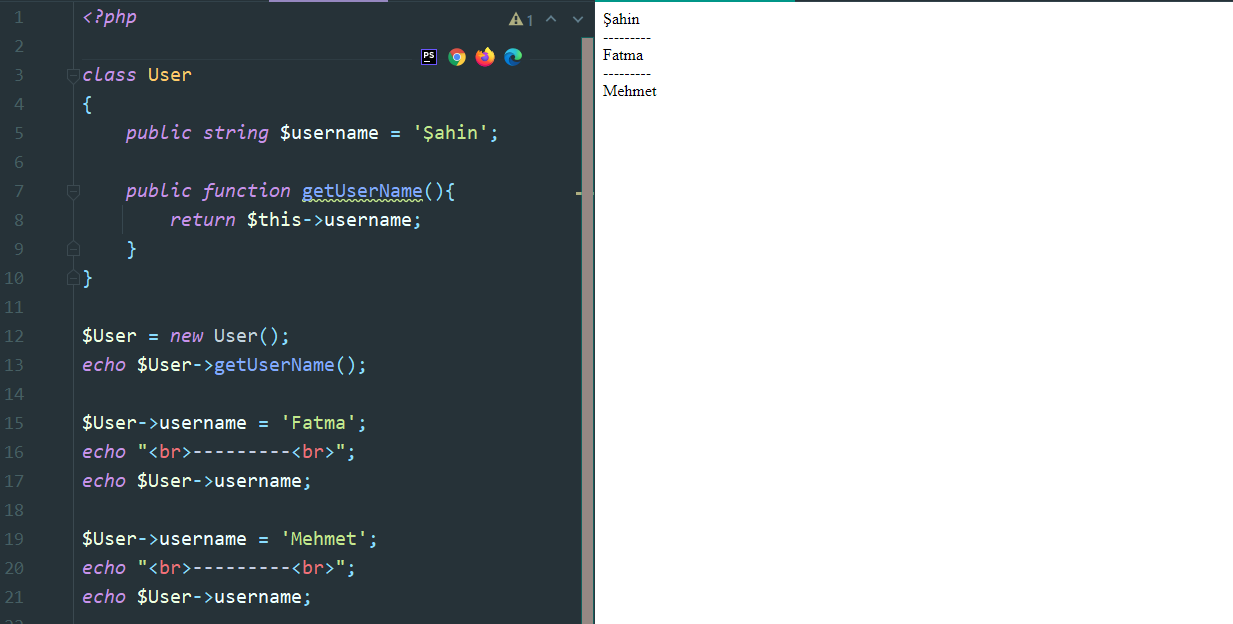 1 <?php
2
3 class User
4 {
5     public string $username = 'Şahin';
6
7     public function getUserName(){
8         return $this->username;
9     }
10 }
11
12 $User = new User();
13 echo $User->getUserName();
14
15 $User->username = 'Fatma';
16 echo "<br>---------<br>";
17 echo $User->username;
18
19 $User->username = 'Mehmet';
20 echo "<br>---------<br>";
21 echo $User->username;
1
PS
Şahin
---------
Fatma
---------
Mehmet